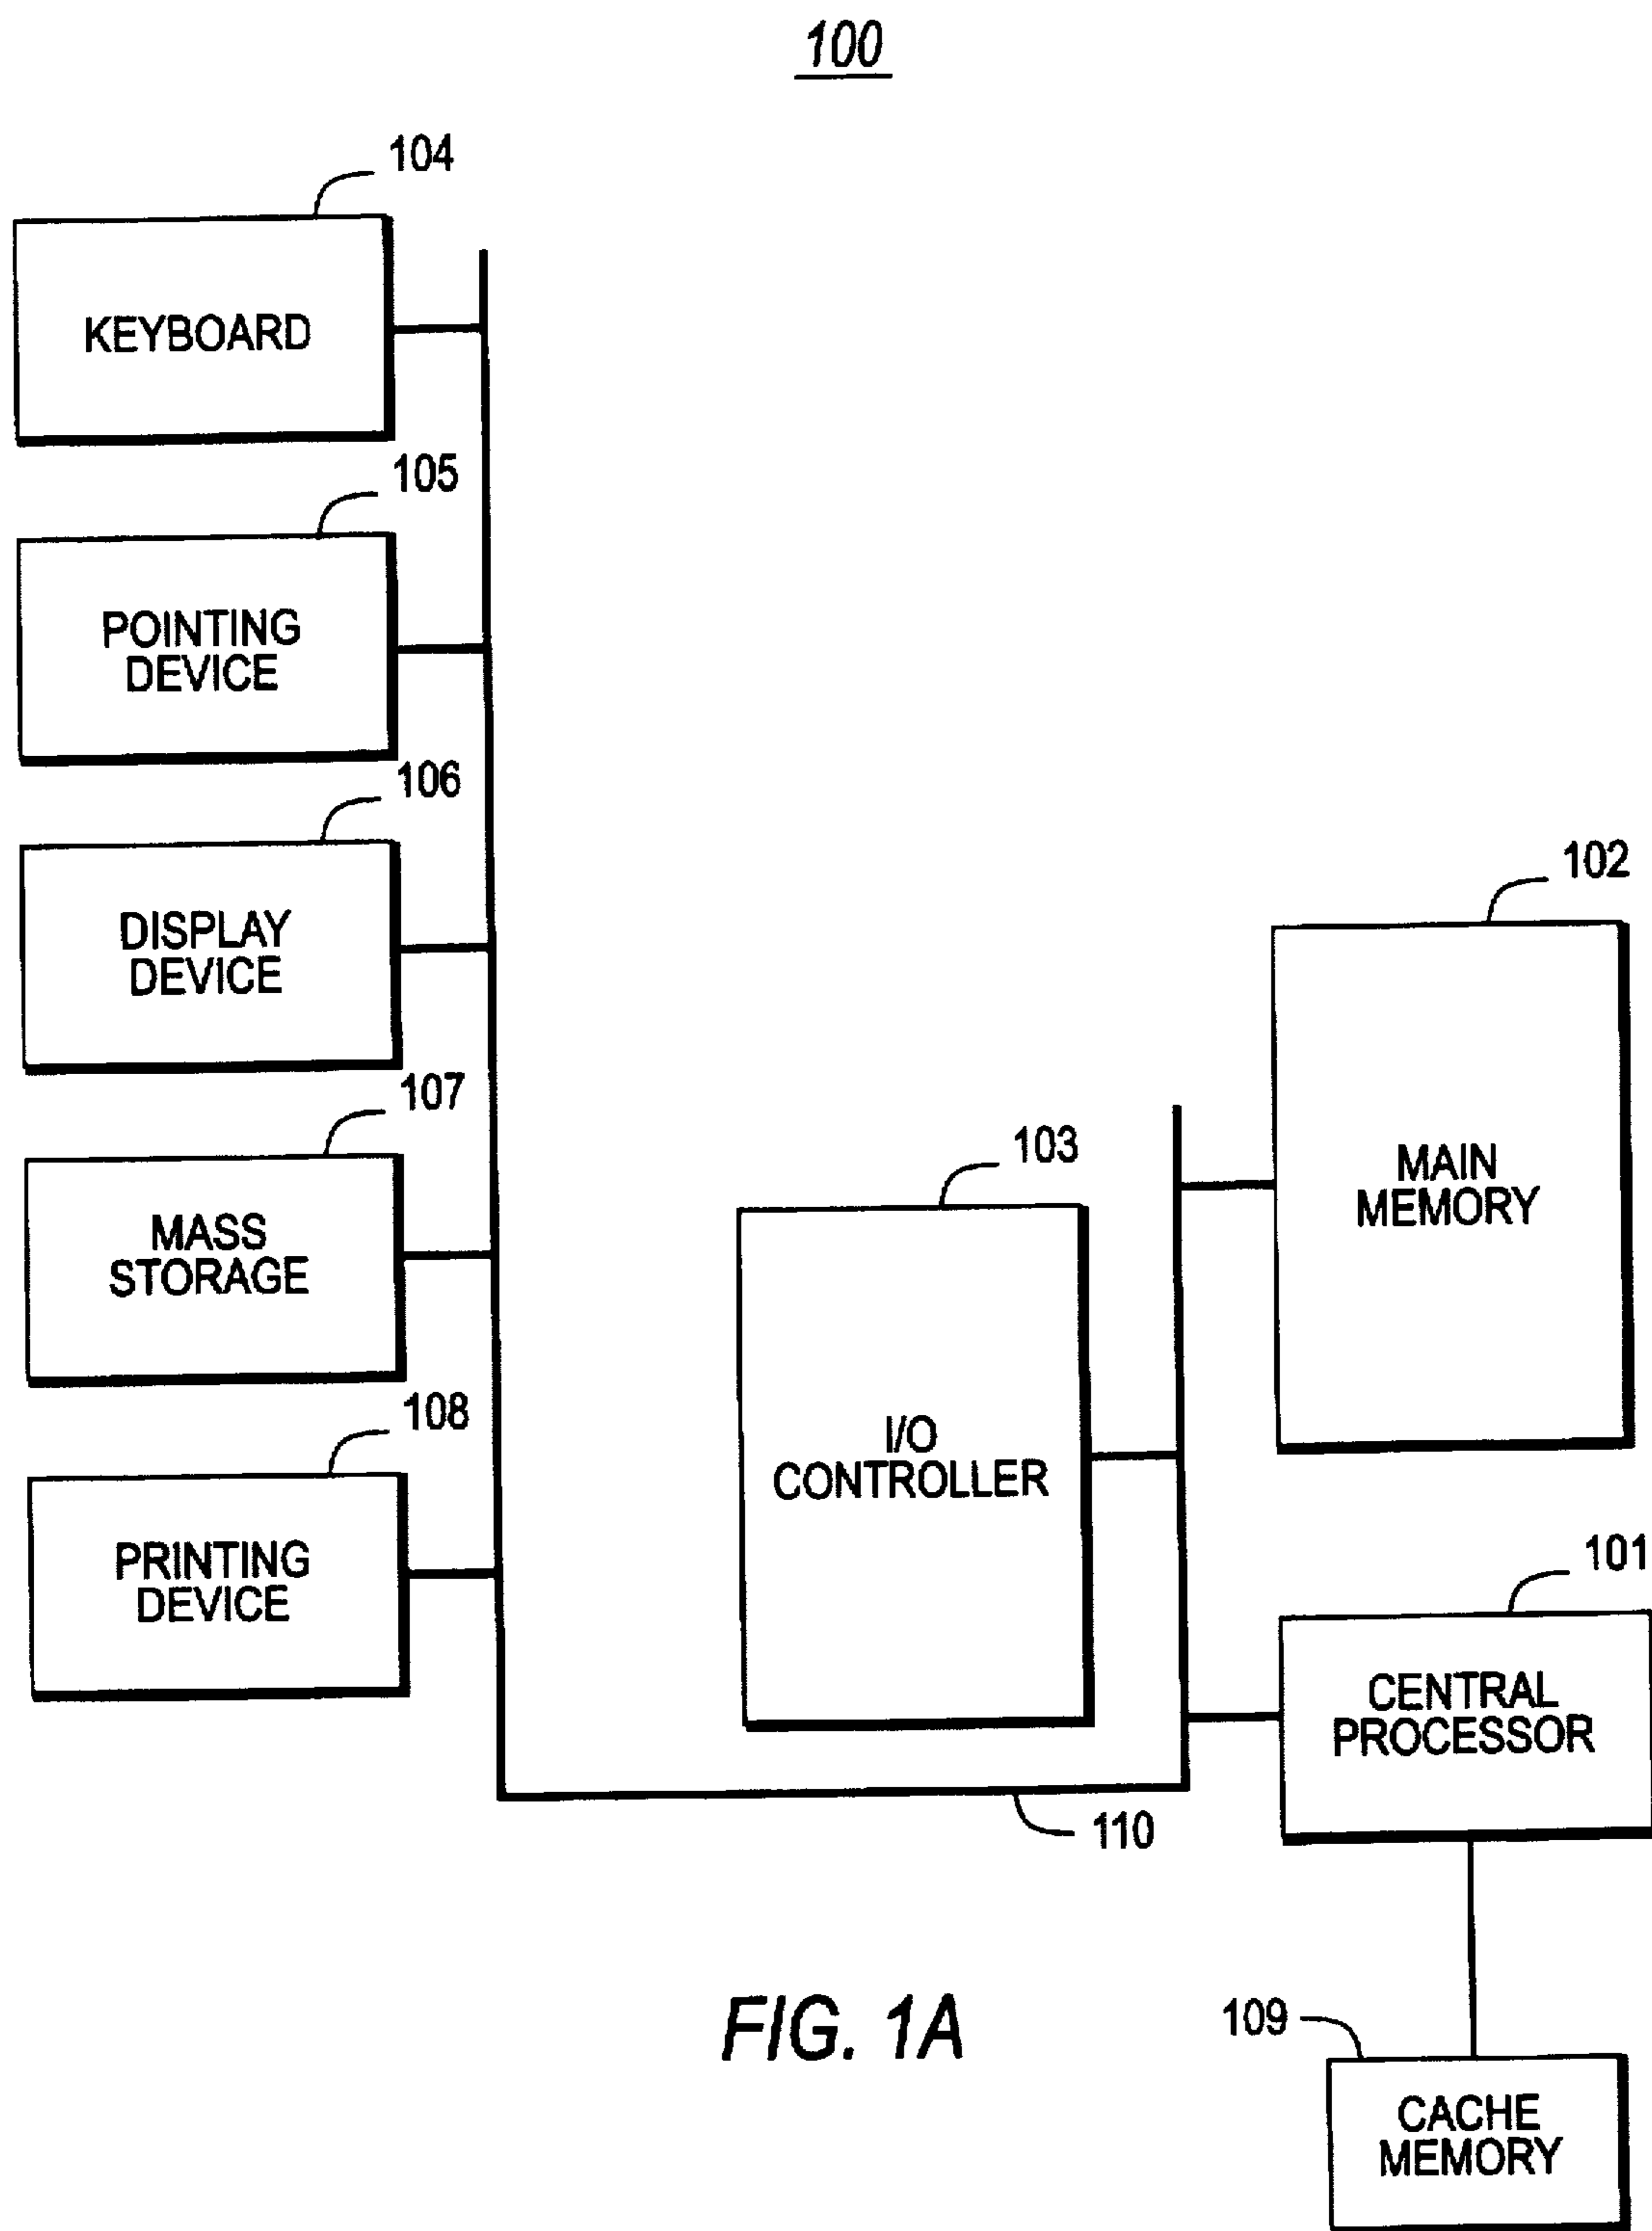 100
104
KEYBOARD
105
POINTING
DEVICE
106
DISPLAY
DEVICE
107
MASS
STORAGE
108
PRINTING
DEVICE
103
I/O
CONTROLLER
102
MAIN
MEMORY
101
CENTRAL
PROCESSOR
110
109
CACHE
MEMORY
FIG. 1A